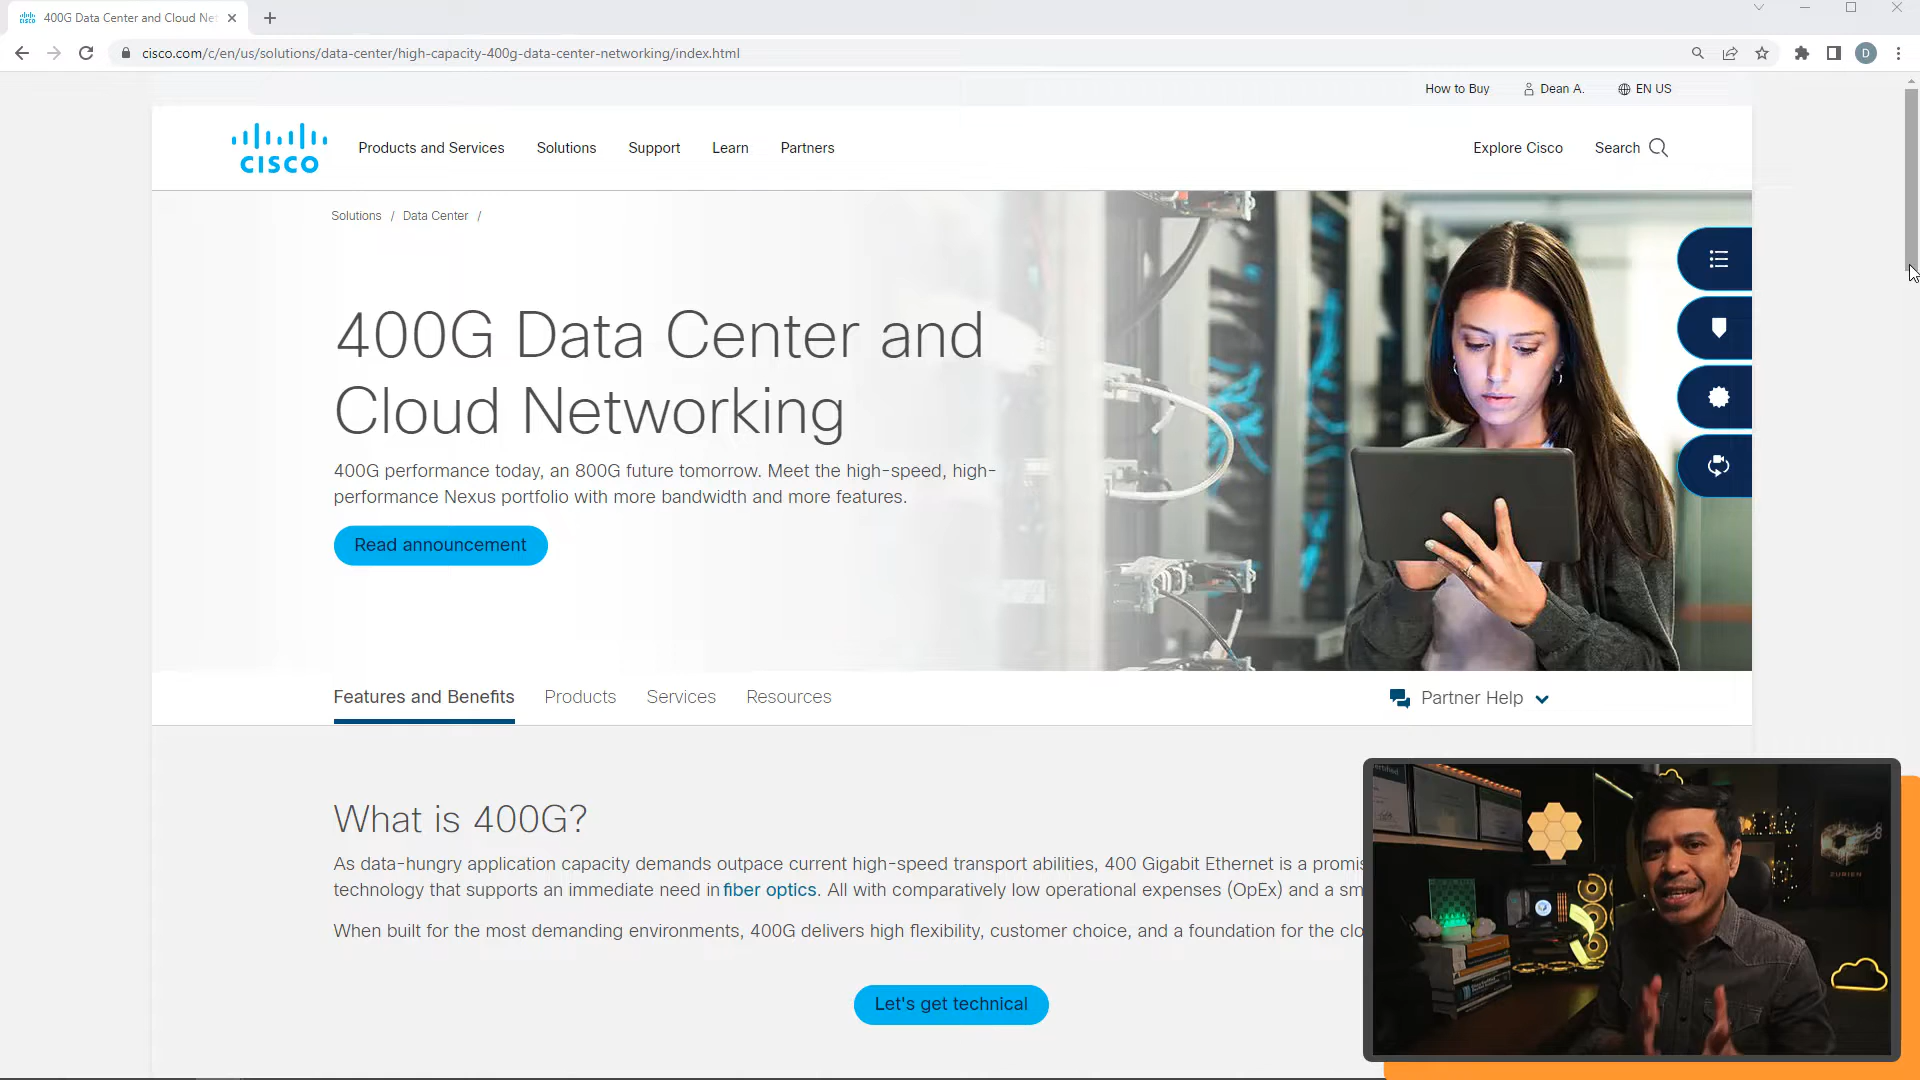 400G Data Center and Cloud Net
cisco.com/c/en/us/solutions/data-center/high-capacity-400g-data-center-networking/index.html
D
How to Buy
Dean A.
EN US
CISCO
Products and Services
Solutions
Support
Learn
Partners
Explore Cisco
Search
Solutions / Data Center /
400G Data Center and
Cloud Networking
400G performance today, an 800G future tomorrow. Meet the high-speed, high-
performance Nexus portfolio with more bandwidth and more features.
Read announcement
Features and Benefits
Products
Services
Resources
Partner Help
What is 400G?
As data-hungry application capacity demands outpace current high-speed transport abilities, 400 Gigabit Ethernet is a promis
technology that supports an immediate need in fiber optics. All with comparatively low operational expenses (OpEx) and a sm
When built for the most demanding environments, 400G delivers high flexibility, customer choice, and a foundation for the clo
Let's get technical